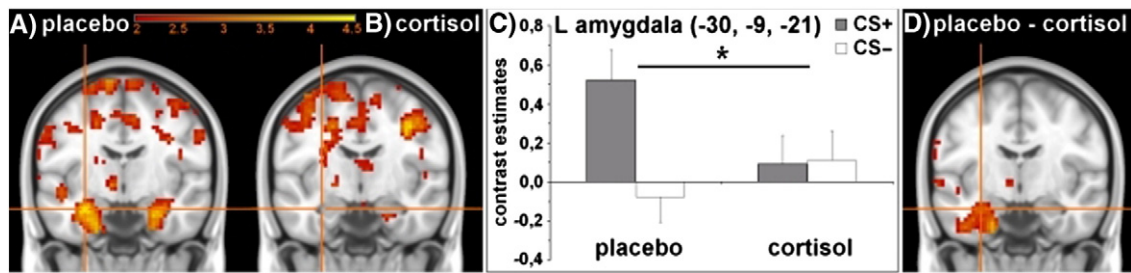 A) placebo
2 2.5 3 3.5 4 4.5
B) cortisol
C) L amygdala (-30, -9, -21)
CS+
CS−
*
contrast estimates
0,8
0,6
0,4
0,2
0,0
-0,2
-0,4
placebo cortisol
D) placebo - cortisol